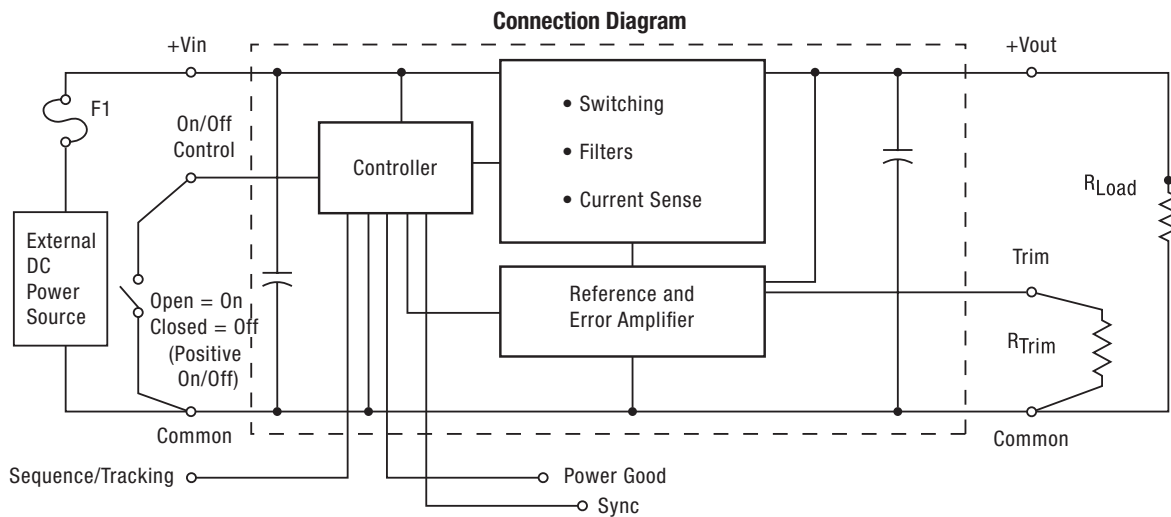 Connection Diagram
+Vin
+Vout
F1
On/Off
Control
Controller
• Switching
• Filters
• Current Sense
RLoad
External
DC
Power
Source
Open = On
Closed = Off
(Positive
On/Off)
Reference and
Error Amplifier
Trim
RTrim
Common
Common
Sequence/Tracking
Power Good
Sync